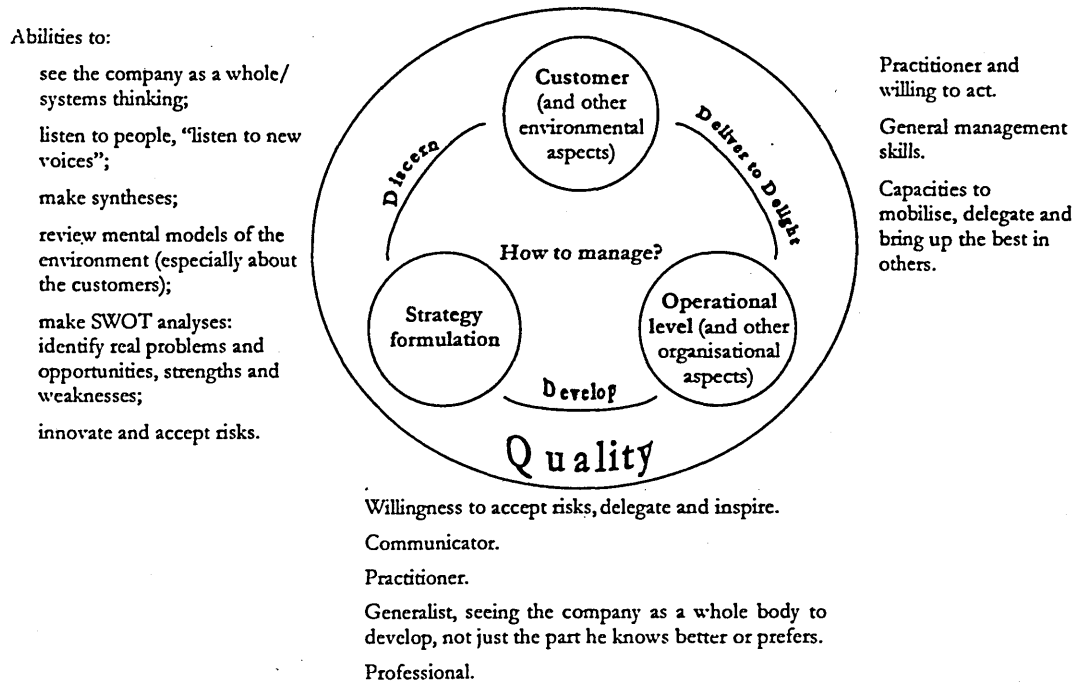 Abilities to:
see the company as a whole/
systems thinking;
listen to people, “listen to new
voices”;
make syntheses;
review mental models of the
environment (especially about
the customers);
make SWOT analyses:
identify real problems and
opportunities, strengths and
weaknesses;
innovate and accept risks.
Customer
(and other
environmental
aspects)
Discern
Deliver to Delight
How to manage?
Strategy
formulation
Operational
level (and other
organisational
aspects)
Develop
Quality
Practitioner and
willing to act.
General management
skills.
Capacities to
mobilise, delegate and
bring up the best in
others.
Willingness to accept risks, delegate and inspire.
Communicator.
Practitioner.
Generalist, seeing the company as a whole body to
develop, not just the part he knows better or prefers.
Professional.